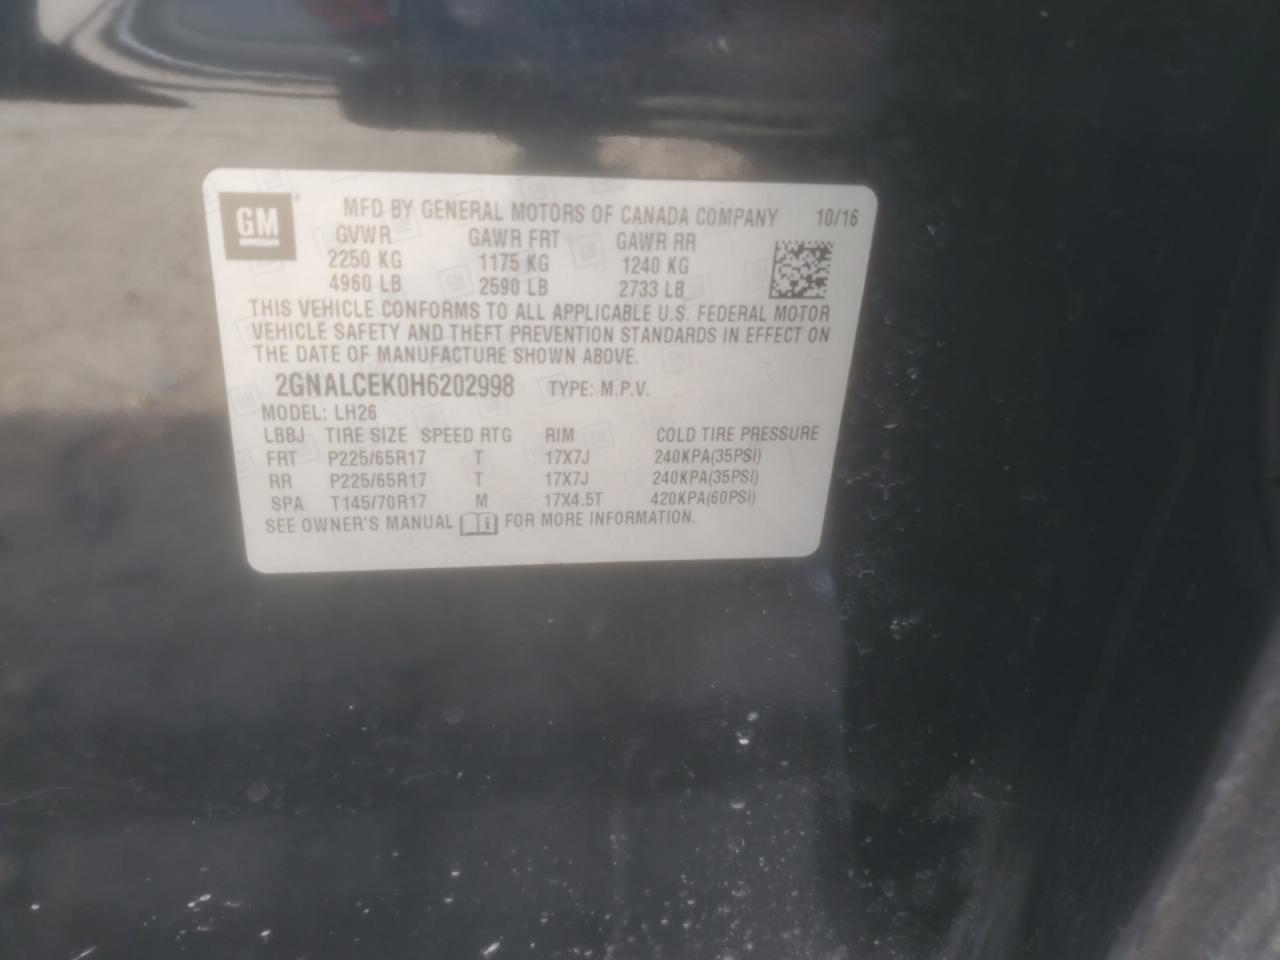 GM
MFD BY GENERAL MOTORS OF CANADA COMPANY 10/16
GVWR GAWR FRT GAWR RR
2250 KG 1175 KG 1240 KG
4960 LB 2590 LB 2733 LB
THIS VEHICLE CONFORMS TO ALL APPLICABLE U.S. FEDERAL MOTOR
VEHICLE SAFETY AND THEFT PREVENTION STANDARDS IN EFFECT ON
THE DATE OF MANUFACTURE SHOWN ABOVE.
2GNALCEK0H6202998 TYPE: M.P.V.
MODEL: LH26
LBBJ TIRE SIZE SPEED RTG RIM COLD TIRE PRESSURE
FRT P225/65R17 T 17X7J 240KPA(35PSI)
RR P225/65R17 T 17X7J 240KPA(35PSI)
SPA T145/70R17 M 17X4.5T 420KPA(60PSI)
SEE OWNER'S MANUAL i FOR MORE INFORMATION.